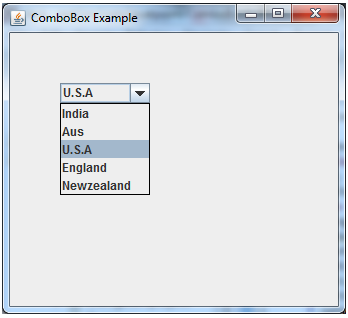 ComboBox Example
U.S.A
India
Aus
U.S.A
England
Newzealand